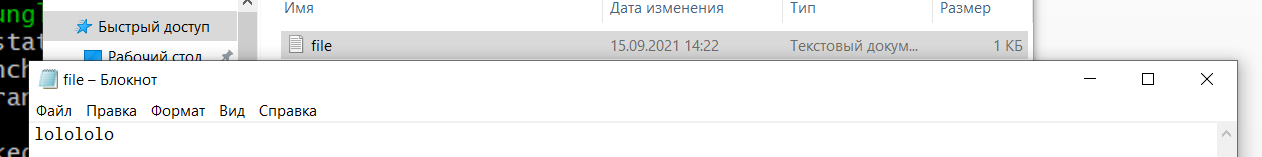 Имя Дата изменения Тип Размер
Быстрый доступ
file 15.09.2021 14:22 Текстовый докум... 1 КБ
Рабочий стол
file – Блокнот
Файл Правка Формат Вид Справка
lolololo